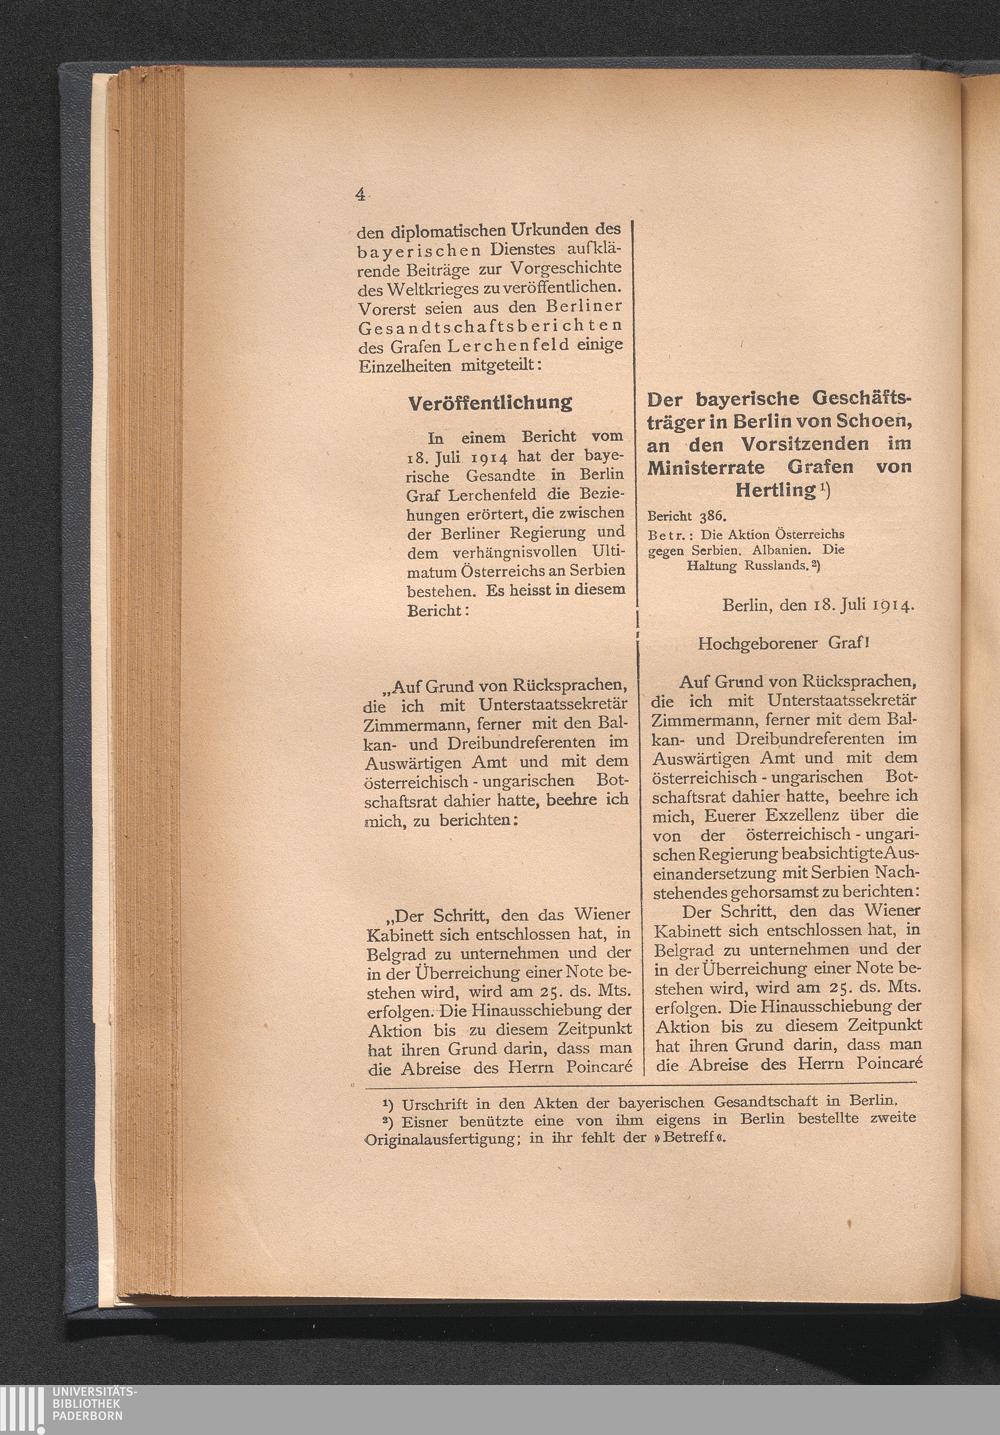 4
den diplomatischen Urkunden des
bayerischen Dienstes aufklä-
rende Beiträge zur Vorgeschichte
des Weltkrieges zu veröffentlichen.
Vorerst seien aus den Berliner
Gesandtschaftsberichten
des Grafen Lerchenfeld einige
Einzelheiten mitgeteilt:
Veröffentlichung
In einem Bericht vom
18. Juli 1914 hat der baye-
rische Gesandte in Berlin
Graf Lerchenfeld die Bezie-
hungen erörtert, die zwischen
der Berliner Regierung und
dem verhängnisvollen Ulti-
matum Österreichs an Serbien
bestehen. Es heisst in diesem
Bericht:
„Auf Grund von Rücksprachen,
die ich mit Unterstaatssekretär
Zimmermann, ferner mit den Bal-
kan- und Dreibundreferenten im
Auswärtigen Amt und mit dem
österreichisch-ungarischen Bot-
schaftsrat dahier hatte, beehre ich
mich, zu berichten:
„Der Schritt, den das Wiener
Kabinett sich entschlossen hat, in
Belgrad zu unternehmen und der
in der Überreichung einer Note be-
stehen wird, wird am 25. ds. Mts.
erfolgen. Die Hinausschiebung der
Aktion bis zu diesem Zeitpunkt
hat ihren Grund darin, dass man
die Abreise des Herrn Poincaré
Der bayerische Geschäfts-
träger in Berlin von Schoen,
an den Vorsitzenden im
Ministerrate Grafen von
Hertling ¹)
Bericht 386.
Betr.: Die Aktion Österreichs
gegen Serbien. Albanien. Die
Haltung Russlands. ²)
Berlin, den 18. Juli 1914.
Hochgeborener Graf!
Auf Grund von Rücksprachen,
die ich mit Unterstaatssekretär
Zimmermann, ferner mit dem Bal-
kan- und Dreibundreferenten im
Auswärtigen Amt und mit dem
österreichisch-ungarischen Bot-
schaftsrat dahier hatte, beehre ich
mich, Euerer Exzellenz über die
von der österreichisch-ungari-
schen Regierung beabsichtigte Aus-
einandersetzung mit Serbien Nach-
stehendes gehorsamst zu berichten:
Der Schritt, den das Wiener
Kabinett sich entschlossen hat, in
Belgrad zu unternehmen und der
in der Überreichung einer Note be-
stehen wird, wird am 25. ds. Mts.
erfolgen. Die Hinausschiebung der
Aktion bis zu diesem Zeitpunkt
hat ihren Grund darin, dass man
die Abreise des Herrn Poincaré
¹) Urschrift in den Akten der bayerischen Gesandtschaft in Berlin.
²) Eisner benützte eine von ihm eigens in Berlin bestellte zweite
Originalausfertigung; in ihr fehlt der »Betreff«.
UNIVERSITÄTS-
BIBLIOTHEK
PADERBORN